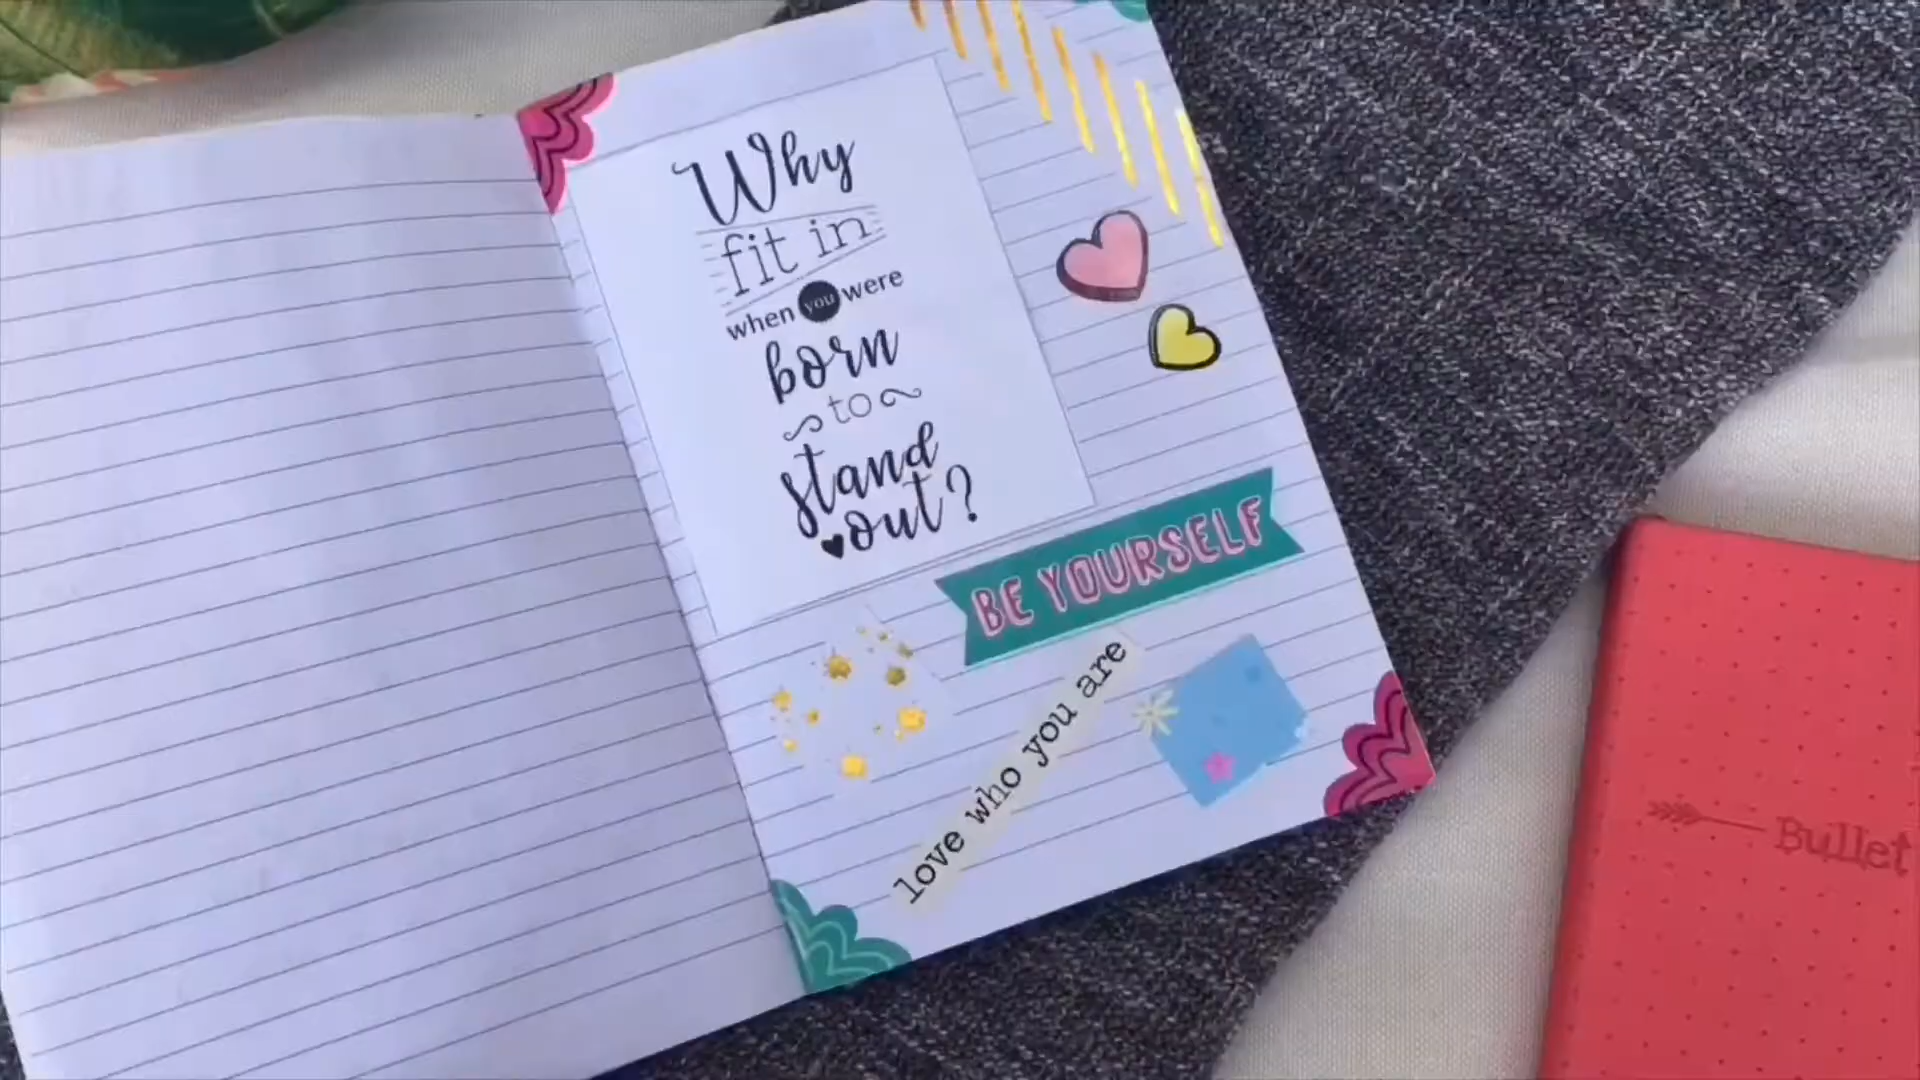 Why
fit in
when you were
born
to
stand
out?
BE YOURSELF
love who you are
Bullet